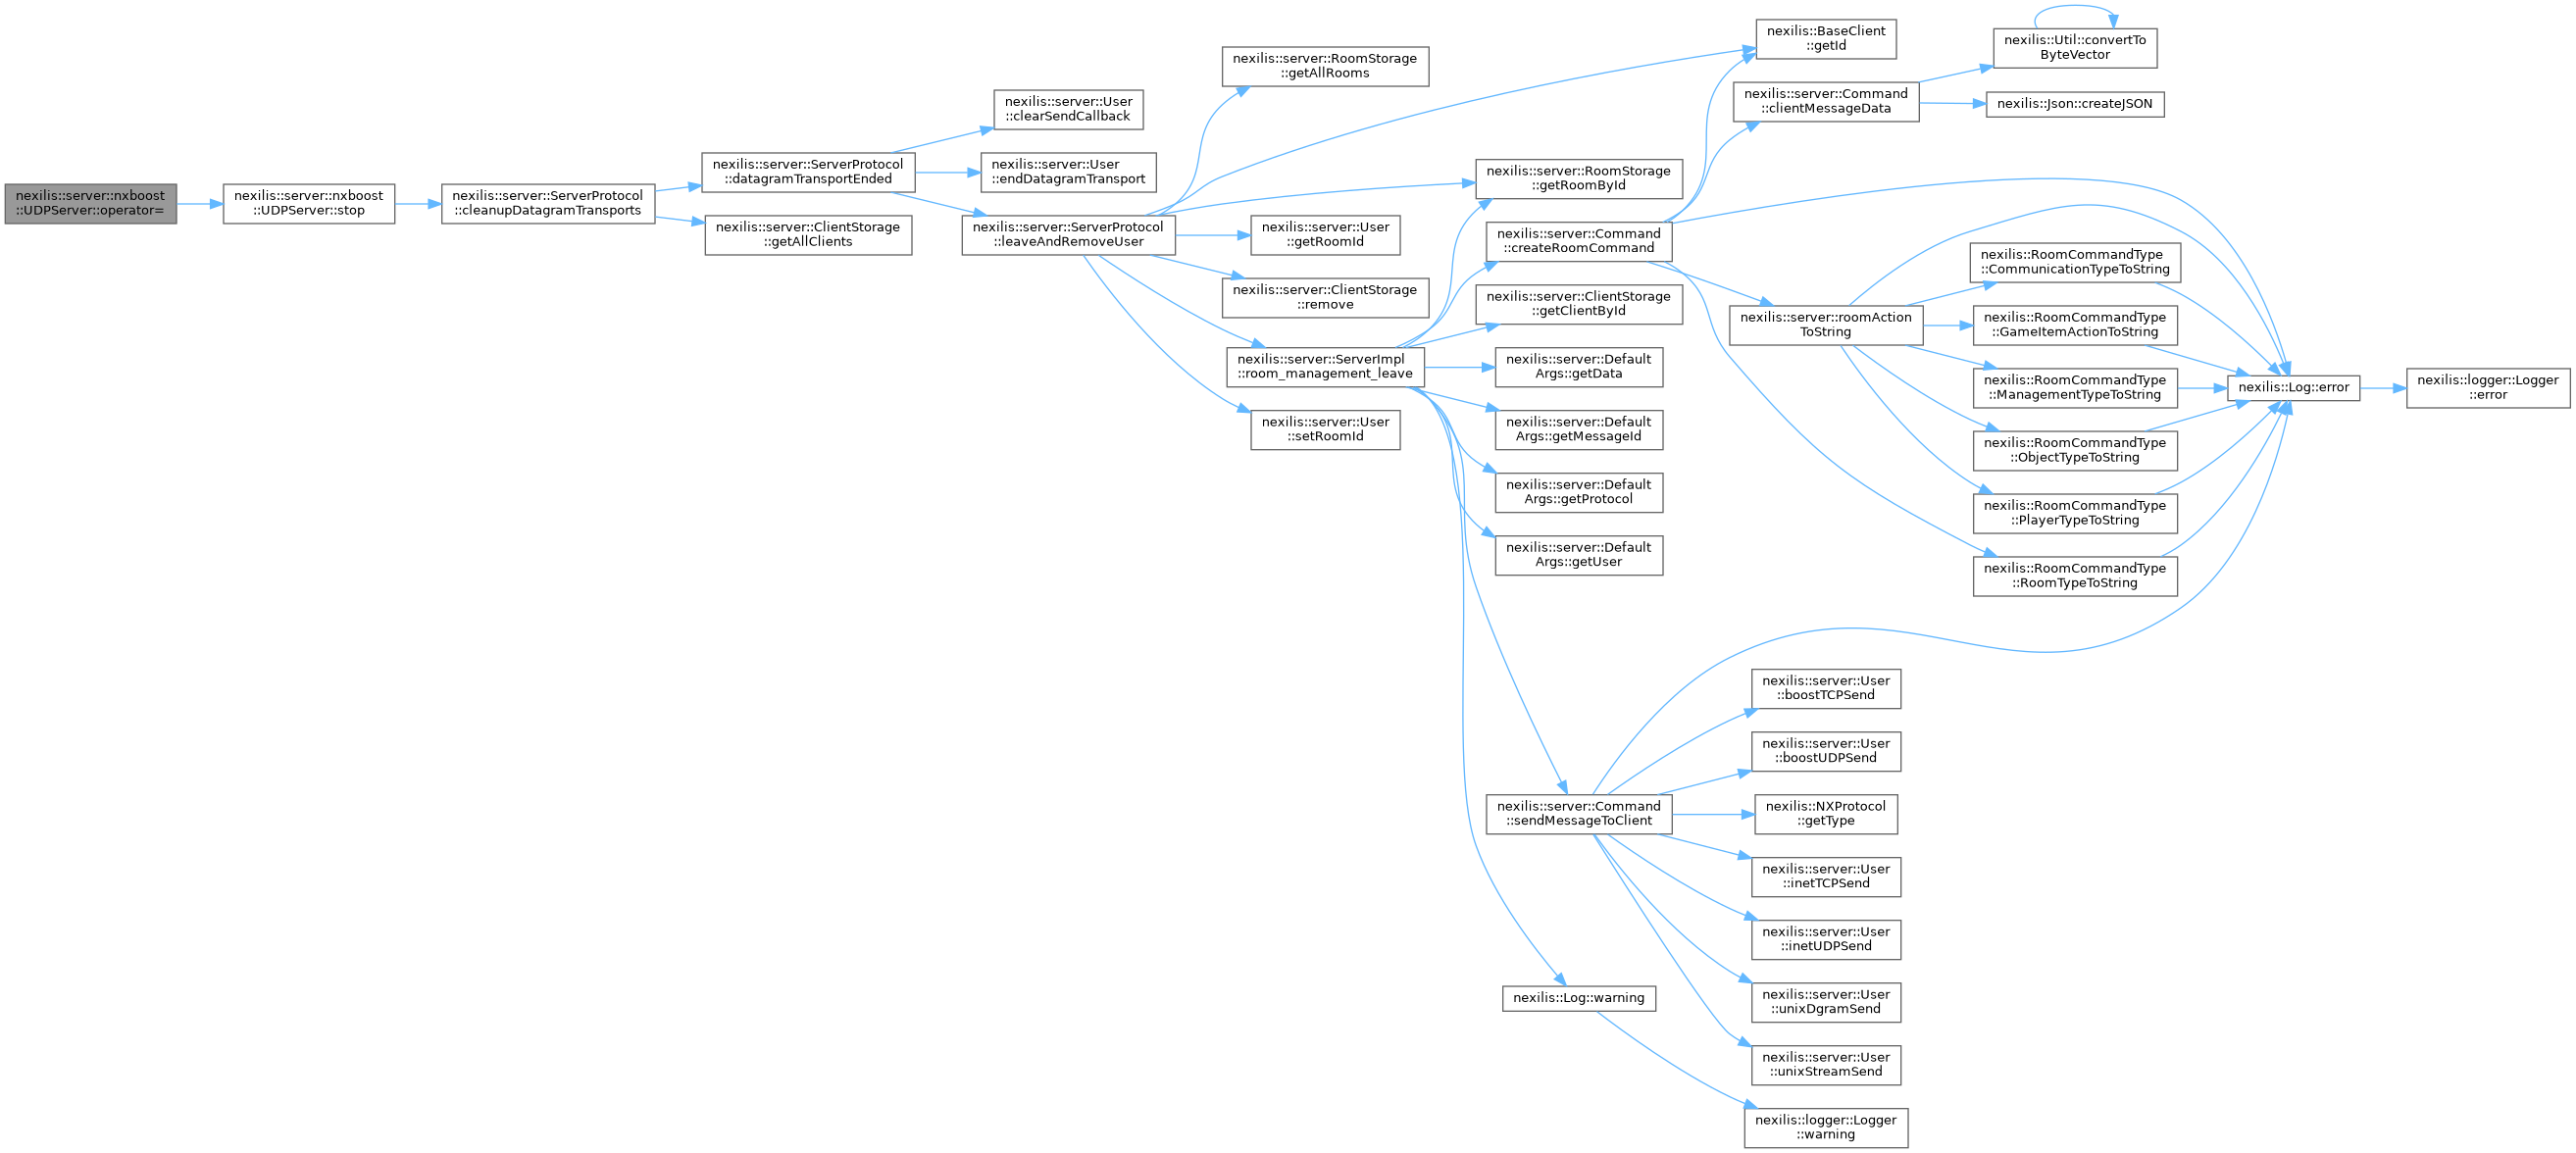 nexilis::server::nxboost
::UDPServer::operator=
nexilis::server::nxboost
::UDPServer::stop
nexilis::server::ServerProtocol
::cleanupDatagramTransports
nexilis::server::ServerProtocol
::datagramTransportEnded
nexilis::server::ClientStorage
::getAllClients
nexilis::server::User
::clearSendCallback
nexilis::server::User
::endDatagramTransport
nexilis::server::ServerProtocol
::leaveAndRemoveUser
nexilis::server::RoomStorage
::getAllRooms
nexilis::server::User
::getRoomId
nexilis::server::ClientStorage
::remove
nexilis::server::ServerImpl
::room_management_leave
nexilis::server::User
::setRoomId
nexilis::server::RoomStorage
::getRoomById
nexilis::server::Command
::createRoomCommand
nexilis::server::ClientStorage
::getClientById
nexilis::server::Default
Args::getData
nexilis::server::Default
Args::getMessageId
nexilis::server::Default
Args::getProtocol
nexilis::server::Default
Args::getUser
nexilis::server::Command
::sendMessageToClient
nexilis::Log::warning
nexilis::BaseClient
::getId
nexilis::server::Command
::clientMessageData
nexilis::server::roomAction
ToString
nexilis::server::User
::boostTCPSend
nexilis::server::User
::boostUDPSend
nexilis::NXProtocol
::getType
nexilis::server::User
::inetTCPSend
nexilis::server::User
::inetUDPSend
nexilis::server::User
::unixDgramSend
nexilis::server::User
::unixStreamSend
nexilis::logger::Logger
::warning
nexilis::Util::convertTo
ByteVector
nexilis::Json::createJSON
nexilis::RoomCommandType
::CommunicationTypeToString
nexilis::RoomCommandType
::GameItemActionToString
nexilis::RoomCommandType
::ManagementTypeToString
nexilis::RoomCommandType
::ObjectTypeToString
nexilis::RoomCommandType
::PlayerTypeToString
nexilis::RoomCommandType
::RoomTypeToString
nexilis::Log::error
nexilis::logger::Logger
::error